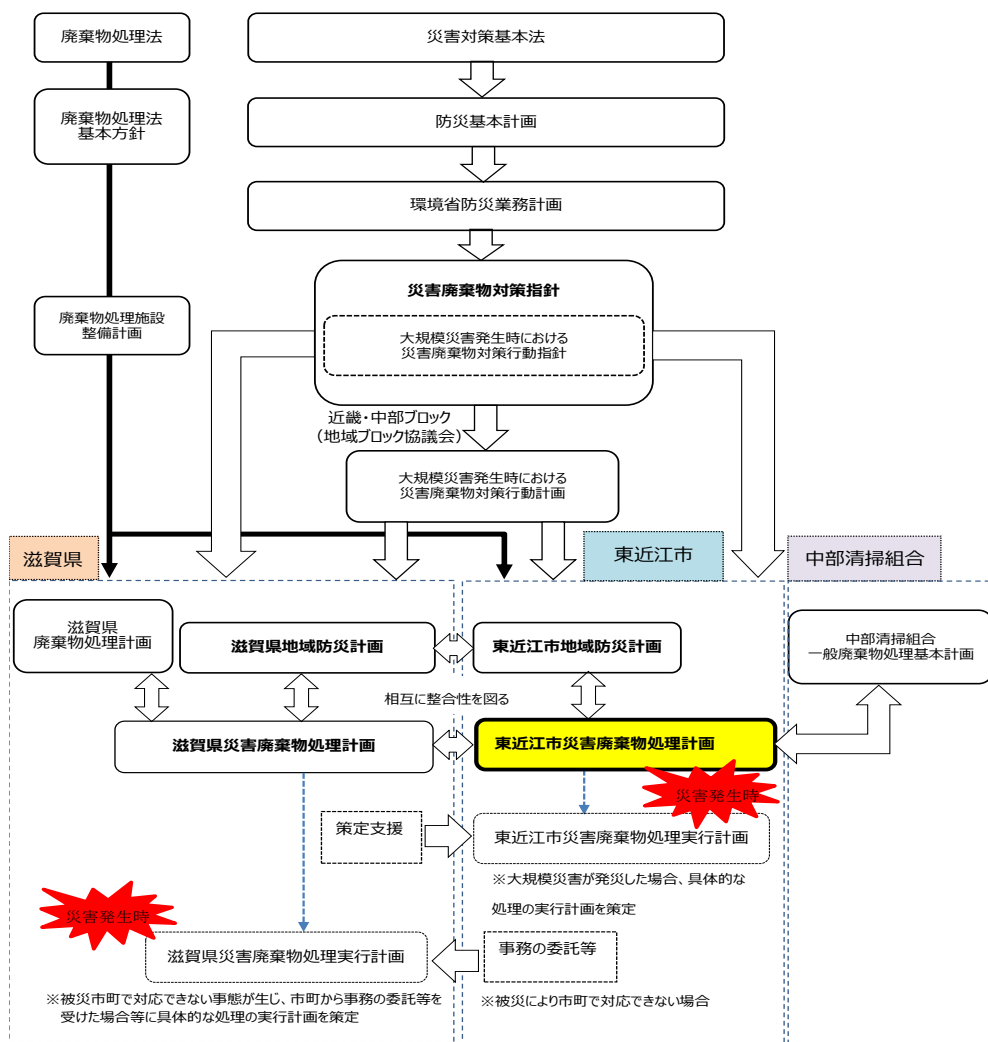 廃棄物処理法
災害対策基本法
廃棄物処理法
基本方針
防災基本計画
環境省防災業務計画
災害廃棄物対策指針
大規模災害発生時における
災害廃棄物対策行動指針
廃棄物処理施設
整備計画
近畿・中部ブロック
(地域ブロック協議会)
大規模災害発生時における
災害廃棄物対策行動計画
滋賀県
東近江市
中部清掃組合
滋賀県
廃棄物処理計画
滋賀県地域防災計画
東近江市地域防災計画
中部清掃組合
一般廃棄物処理基本計画
相互に整合性を図る
滋賀県災害廃棄物処理計画
東近江市災害廃棄物処理計画
災害発生時
策定支援
東近江市災害廃棄物処理実行計画
※大規模災害が発災した場合、具体的な
処理の実行計画を策定
災害発生時
滋賀県災害廃棄物処理実行計画
事務の委託等
※被災市町で対応できない事態が生じ、市町から事務の委託等を
受けた場合等に具体的な処理の実行計画を策定
※被災により市町で対応できない場合